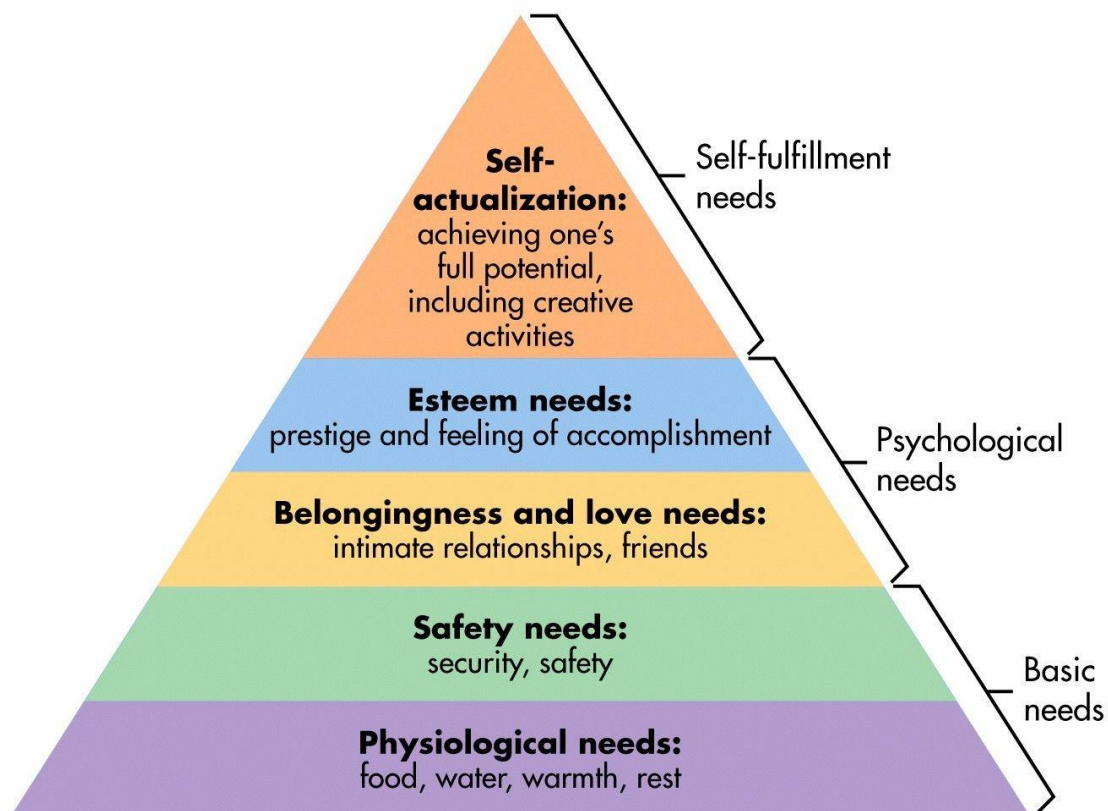 Self-
actualization:
achieving one's
full potential,
including creative
activities
Self-fulfillment
needs
Esteem needs:
prestige and feeling of accomplishment
Psychological
needs
Belongingness and love needs:
intimate relationships, friends
Safety needs:
security, safety
Basic
needs
Physiological needs:
food, water, warmth, rest